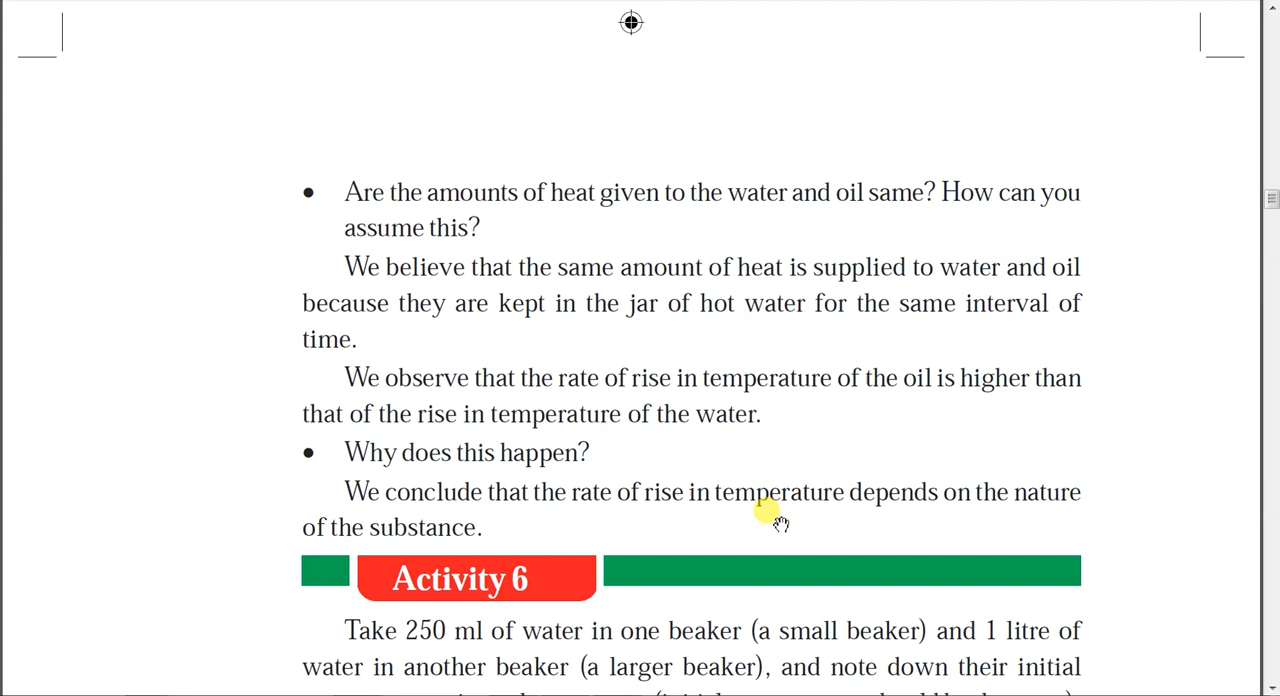 • Are the amounts of heat given to the water and oil same? How can you
assume this?
We believe that the same amount of heat is supplied to water and oil
because they are kept in the jar of hot water for the same interval of
time.
We observe that the rate of rise in temperature of the oil is higher than
that of the rise in temperature of the water.
• Why does this happen?
We conclude that the rate of rise in temperature depends on the nature
of the substance.
Activity 6
Take 250 ml of water in one beaker (a small beaker) and 1 litre of
water in another beaker (a larger beaker), and note down their initial